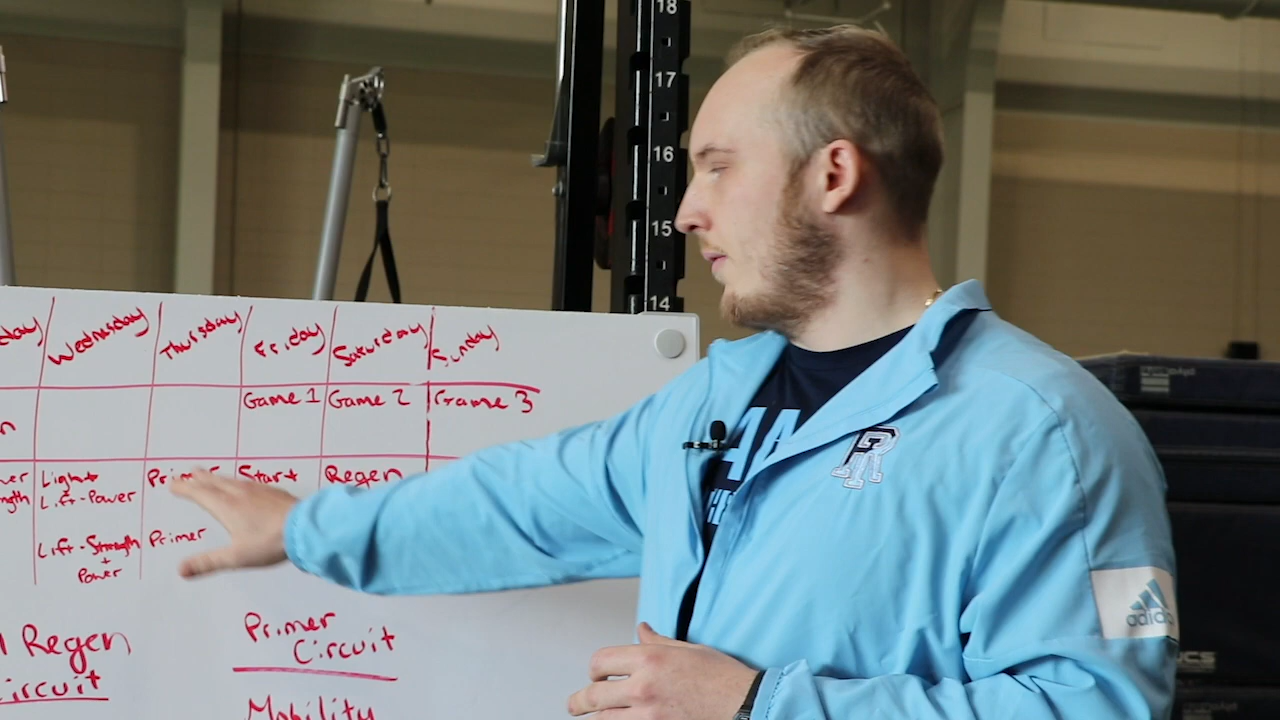 18
17
16
15
14
Wednesday Thursday Friday Saturday Sunday
Game 1 Game 2 Game 3
Light Primer Start Regen
Lift-Power
Lift-Strength Primer
+
Power
Regen
Circuit
Primer
Circuit
Mobility
R
adidas